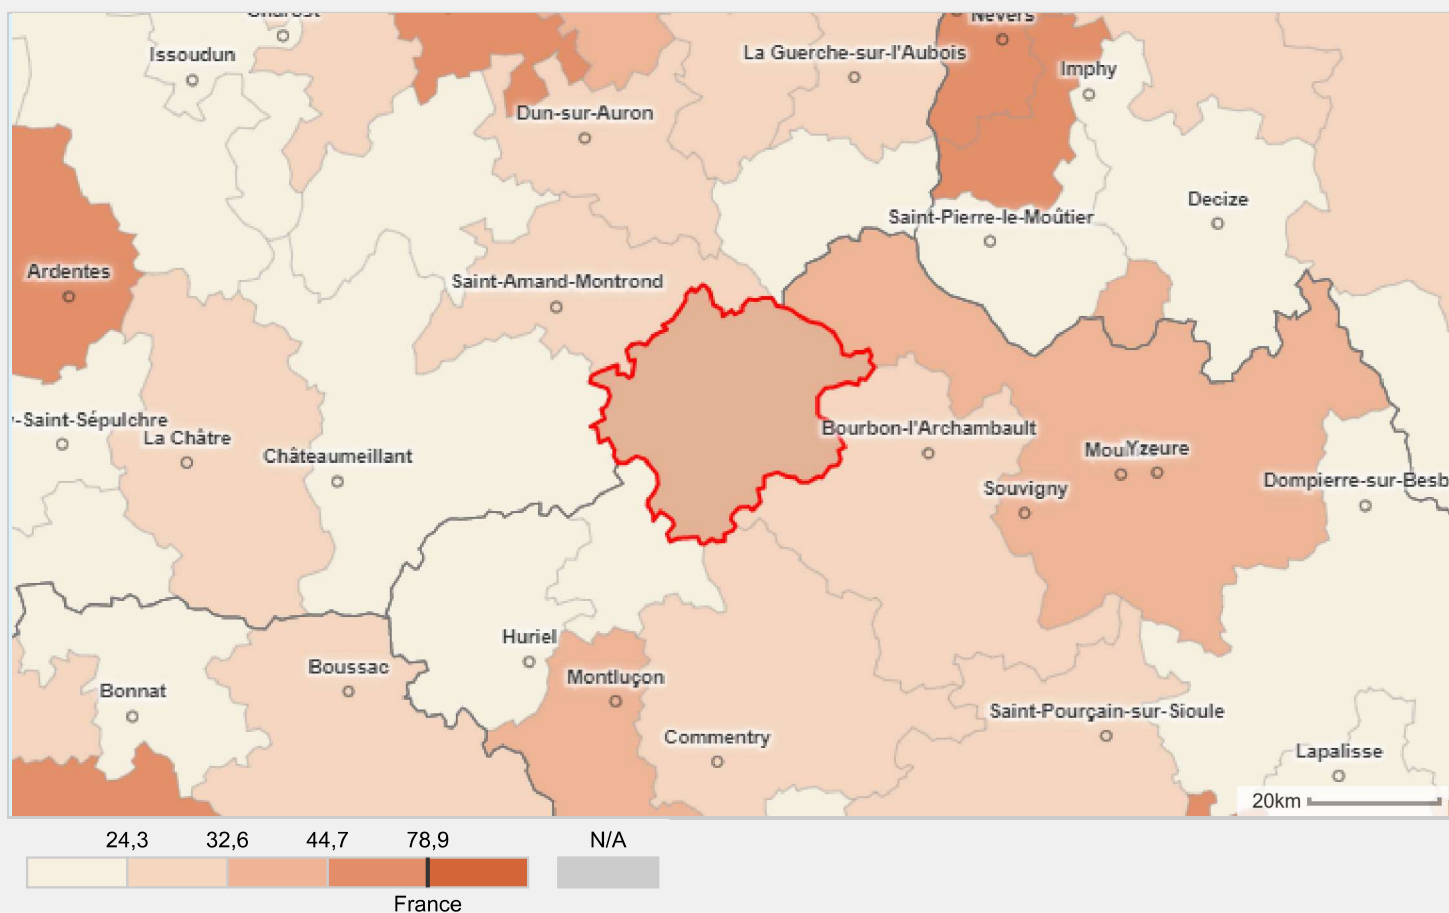 Nevers
Issoudun
La Guerche-sur-l'Aubois
Imphy
Dun-sur-Auron
Decize
Saint-Pierre-le-Moûtier
Ardentes
Saint-Amand-Montrond
-Saint-Sépulchre
La Châtre
Bourbon-l'Archambault
Châteaumeillant
Yzeure
Souvigny
Dompierre-sur-Besb
Huriel
Boussac
Montluçon
Bonnat
Saint-Pourçain-sur-Sioule
Commentry
Lapalisse
20km
24,3 32,6 44,7 78,9 N/A
France